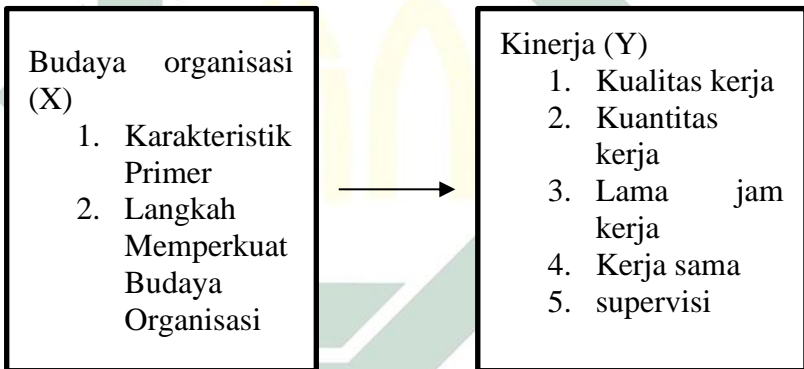 Budaya organisasi
(X)
1. Karakteristik
Primer
2. Langkah
Memperkuat
Budaya
Organisasi
Kinerja (Y)
1. Kualitas kerja
2. Kuantitas
kerja
3. Lama jam
kerja
4. Kerja sama
5. supervisi